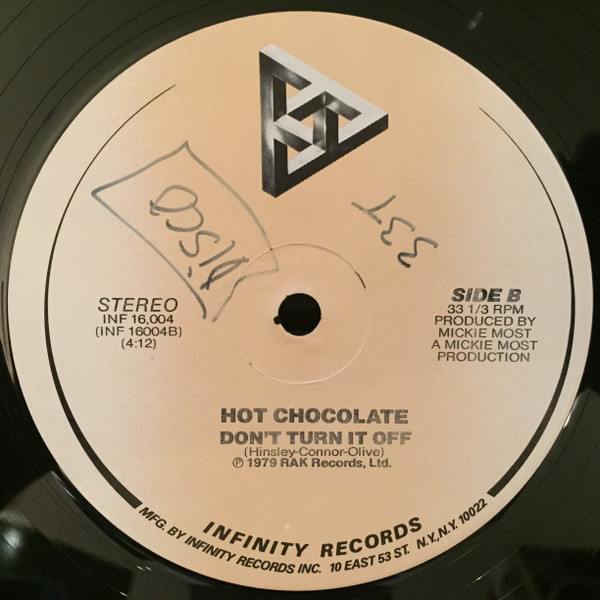 DISCO
33T
STEREO
INF 16,004
(INF 16004B)
(4:12)
SIDE B
33 1/3 RPM
PRODUCED BY
MICKIE MOST
A MICKIE MOST
PRODUCTION
HOT CHOCOLATE
DON'T TURN IT OFF
(Hinsley-Connor-Olive)
℗ 1979 RAK Records, Ltd.
INFINITY RECORDS
MFG. BY INFINITY RECORDS INC. 10 EAST 53 ST. N.Y., N.Y. 10022